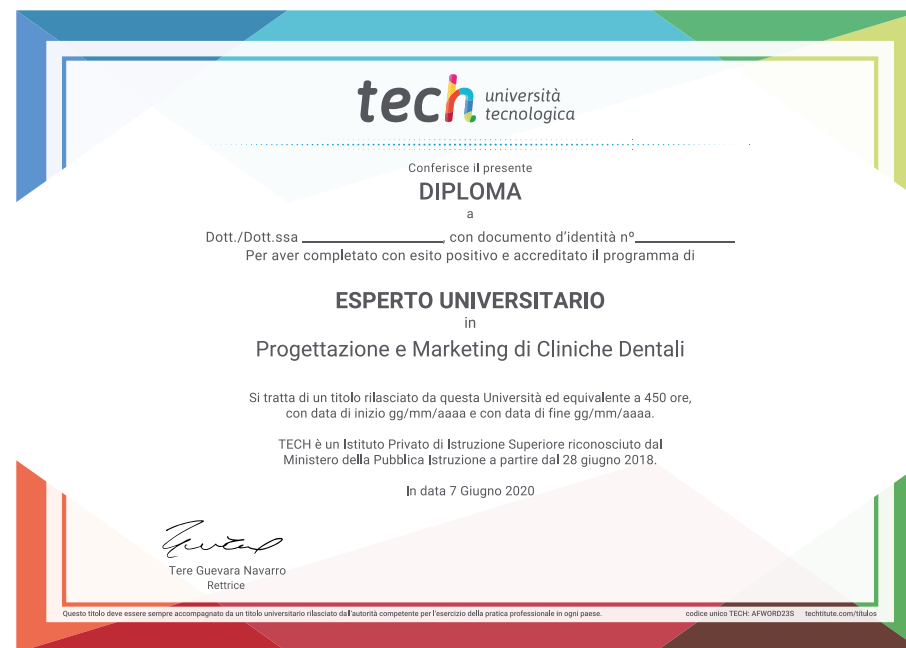 tech università
tecnologica
Conferisce il presente
DIPLOMA
a
Dott./Dott.ssa ____________________, con documento d'identità nº______________
Per aver completato con esito positivo e accreditato il programma di
ESPERTO UNIVERSITARIO
in
Progettazione e Marketing di Cliniche Dentali
Si tratta di un titolo rilasciato da questa Università ed equivalente a 450 ore,
con data di inizio gg/mm/aaaa e con data di fine gg/mm/aaaa.
TECH è un Istituto Privato di Istruzione Superiore riconosciuto dal
Ministero della Pubblica Istruzione a partire dal 28 giugno 2018.
In data 7 Giugno 2020
Tere Guevara Navarro
Rettrice
Questo titolo deve essere sempre accompagnato da un titolo universitario rilasciato dall'autorità competente per l'esercizio della pratica professionale in ogni paese. codice unico TECH: AFWORD23S techtitute.com/titulos